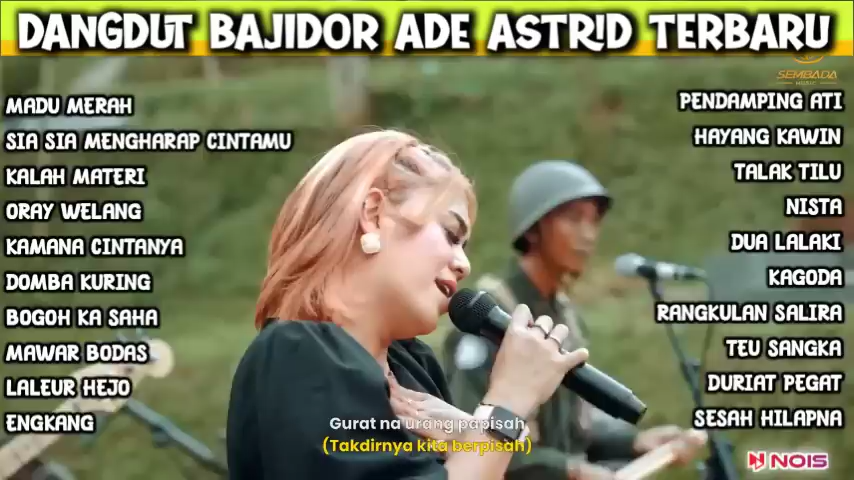 DANGDUT BAJIDOR ADE ASTRID TERBARU
SEMBADA
MUSIC
MADU MERAH
SIA SIA MENGHARAP CINTAMU
KALAH MATERI
ORAY WELANG
KAMANA CINTANYA
DOMBA KURING
BOGOH KA SAHA
MAWAR BODAS
LALEUR HEJO
ENGKANG
PENDAMPING ATI
HAYANG KAWIN
TALAK TILU
NISTA
DUA LALAKI
KAGODA
RANGKULAN SALIRA
TEU SANGKA
DURIAT PEGAT
SESAH HILAPNA
Gurat na urang papisah
(Takdirnya kita berpisah)
NOIS